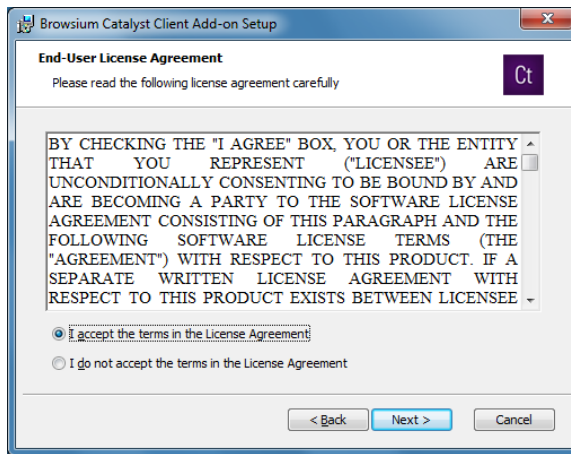 Browsium Catalyst Client Add-on Setup
End-User License Agreement
Please read the following license agreement carefully
Ct
BY CHECKING THE "I AGREE" BOX, YOU OR THE ENTITY
THAT YOU REPRESENT ("LICENSEE") ARE
UNCONDITIONALLY CONSENTING TO BE BOUND BY AND
ARE BECOMING A PARTY TO THE SOFTWARE LICENSE
AGREEMENT CONSISTING OF THIS PARAGRAPH AND THE
FOLLOWING SOFTWARE LICENSE TERMS (THE
"AGREEMENT") WITH RESPECT TO THIS PRODUCT. IF A
SEPARATE WRITTEN LICENSE AGREEMENT WITH
RESPECT TO THIS PRODUCT EXISTS BETWEEN LICENSEE
I accept the terms in the License Agreement
I do not accept the terms in the License Agreement
< Back Next > Cancel